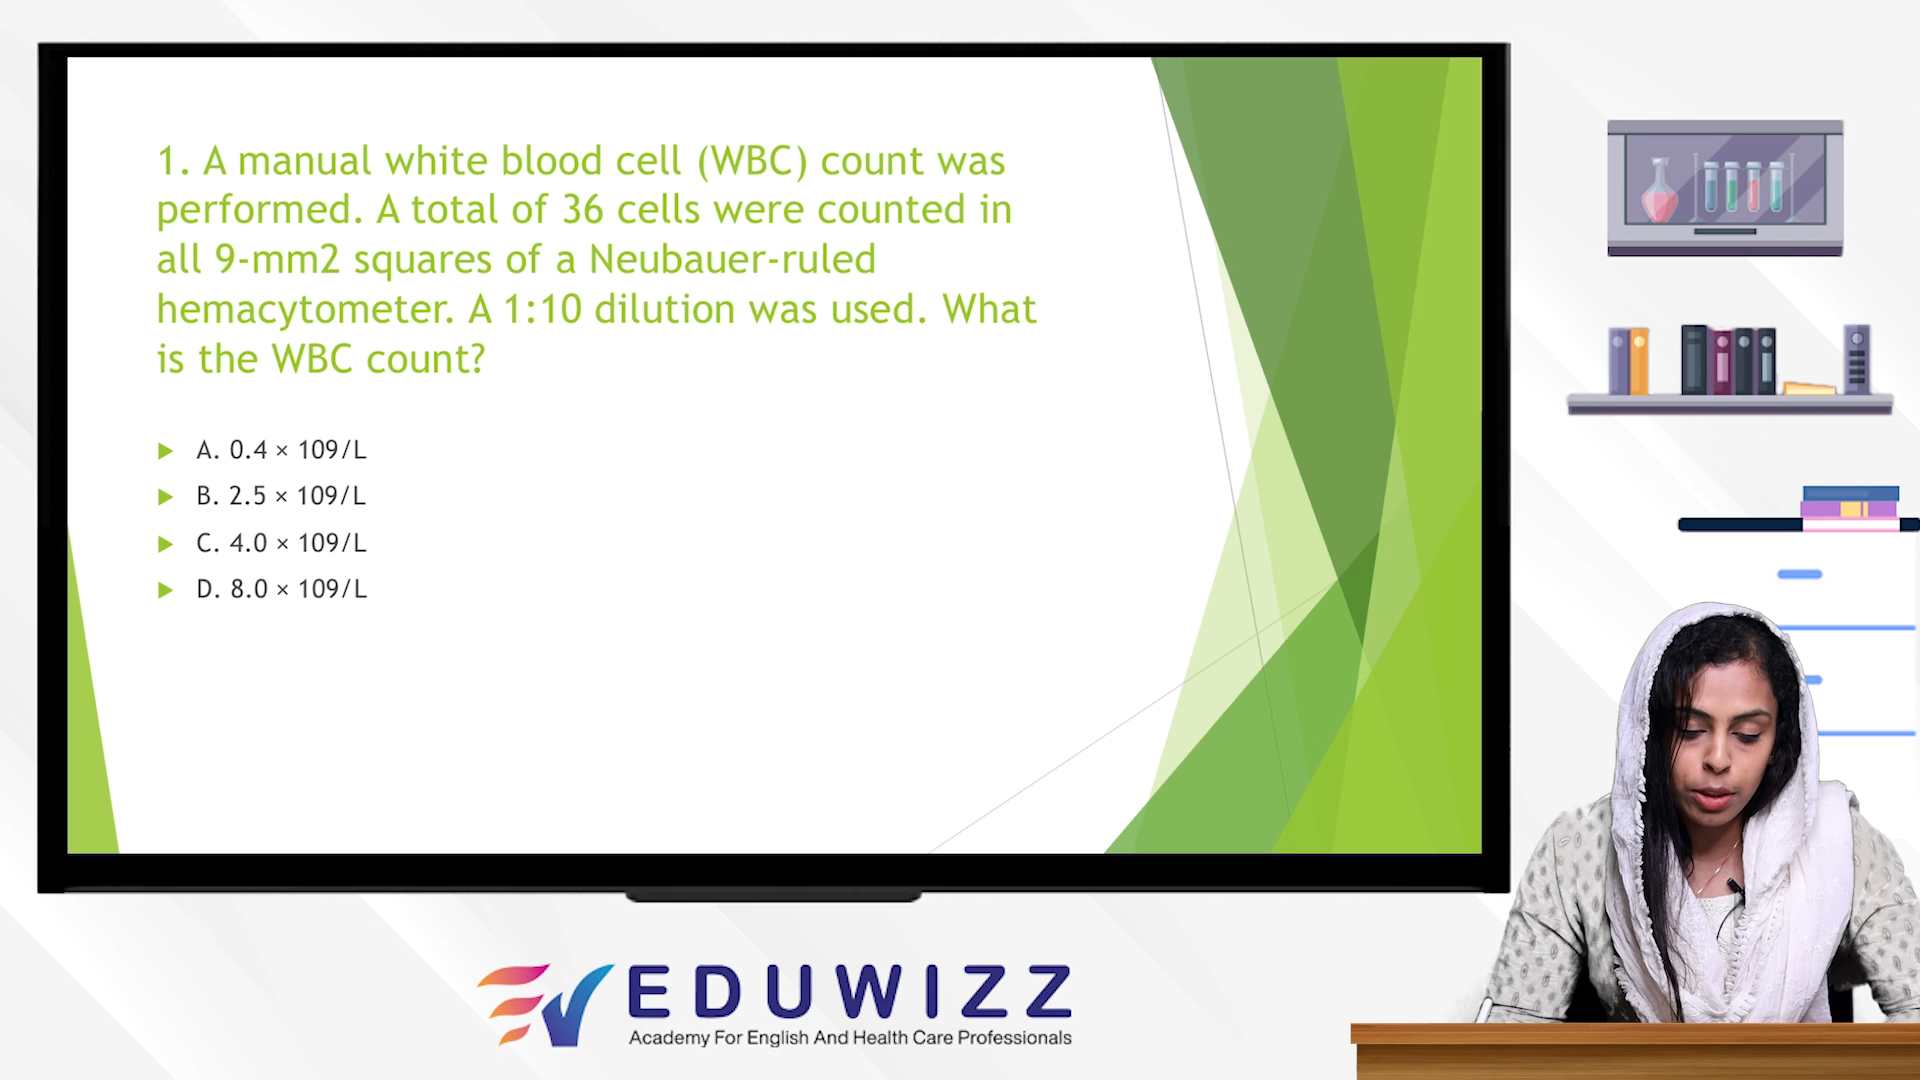 1. A manual white blood cell (WBC) count was
performed. A total of 36 cells were counted in
all 9-mm2 squares of a Neubauer-ruled
hemacytometer. A 1:10 dilution was used. What
is the WBC count?
A. 0.4 × 109/L
B. 2.5 × 109/L
C. 4.0 × 109/L
D. 8.0 × 109/L
EDUWIZZ
Academy For English And Health Care Professionals